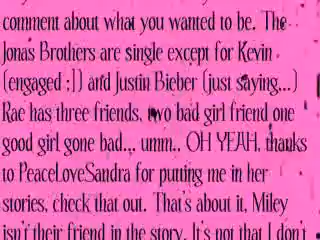 comment about what you wanted to be. The
Jonas Brothers are single except for Kevin
(engaged ;]) and Justin Bieber (just saying...)
Rae has three friends, two bad girl friend one
good girl gone bad... umm.. OH YEAH, thanks
to PeaceLoveSandra for putting me in her
stories, check that out. That's about it, Miley
isn't their friend in the story. It's not that I don't